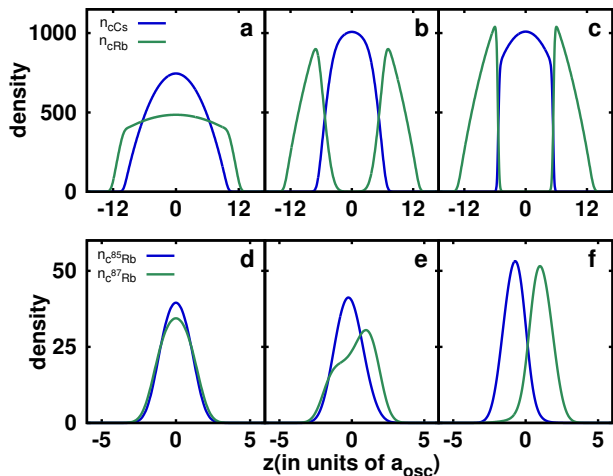 n_cCs
n_cRb
a
b
c
density
1000
500
0
-12 0 12
-12 0 12
-12 0 12
n_c⁸⁵Rb
n_c⁸⁷Rb
d
e
f
density
50
25
0
-5 0 5
-5 0 5
-5 0 5
z(in units of a_osc)